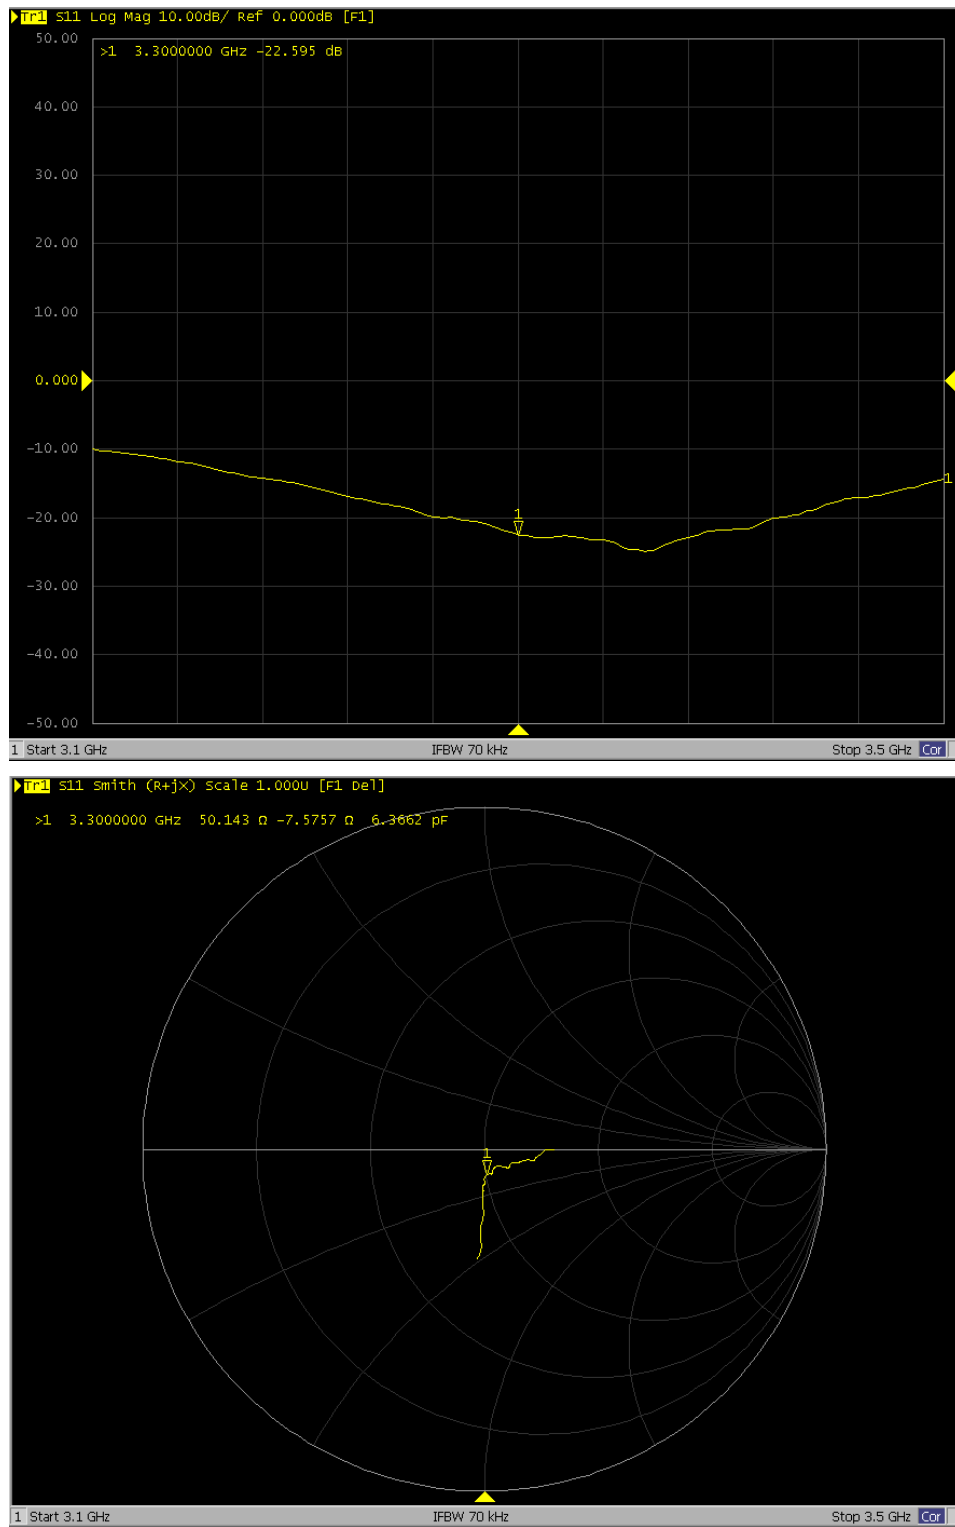 Tr1 S11 Log Mag 10.00dB/ Ref 0.000dB [F1]
50.00
>1 3.3000000 GHz -22.595 dB
40.00
30.00
20.00
10.00
0.000
-10.00
1
1
-20.00
-30.00
-40.00
-50.00
1 Start 3.1 GHz IFBW 70 kHz Stop 3.5 GHz Cor
Tr1 S11 Smith (R+jX) Scale 1.000U [F1 Del]
>1 3.3000000 GHz 50.143 Ω -7.5757 Ω 6.3662 pF
1
1 Start 3.1 GHz IFBW 70 kHz Stop 3.5 GHz Cor